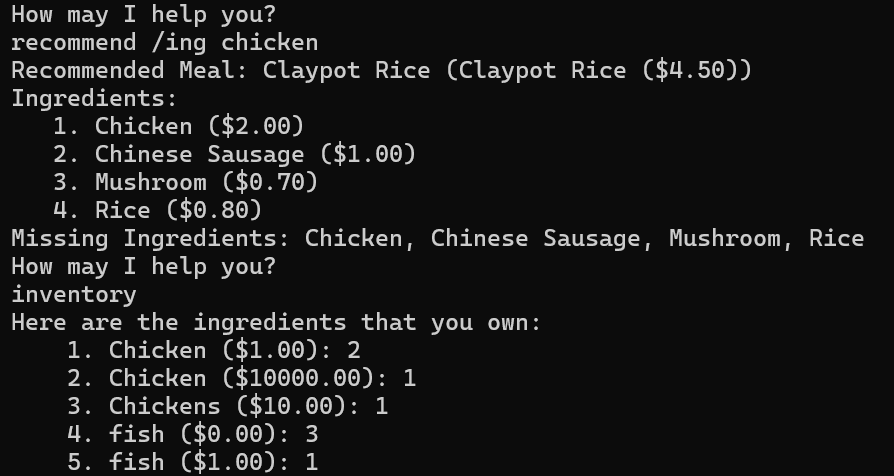 How may I help you?
recommend /ing chicken
Recommended Meal: Claypot Rice (Claypot Rice ($4.50))
Ingredients:
   1. Chicken ($2.00)
   2. Chinese Sausage ($1.00)
   3. Mushroom ($0.70)
   4. Rice ($0.80)
Missing Ingredients: Chicken, Chinese Sausage, Mushroom, Rice
How may I help you?
inventory
Here are the ingredients that you own:
    1. Chicken ($1.00): 2
    2. Chicken ($10000.00): 1
    3. Chickens ($10.00): 1
    4. fish ($0.00): 3
    5. fish ($1.00): 1